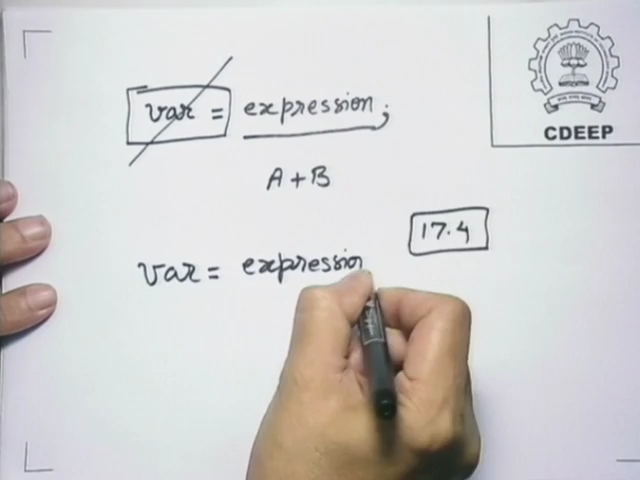 CDEEP
var = expression;
A + B
17.4
var = expression